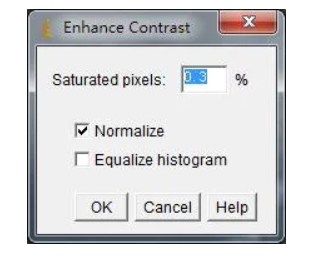 Enhance Contrast
Saturated pixels: 0.3 %
Normalize
Equalize histogram
OK Cancel Help